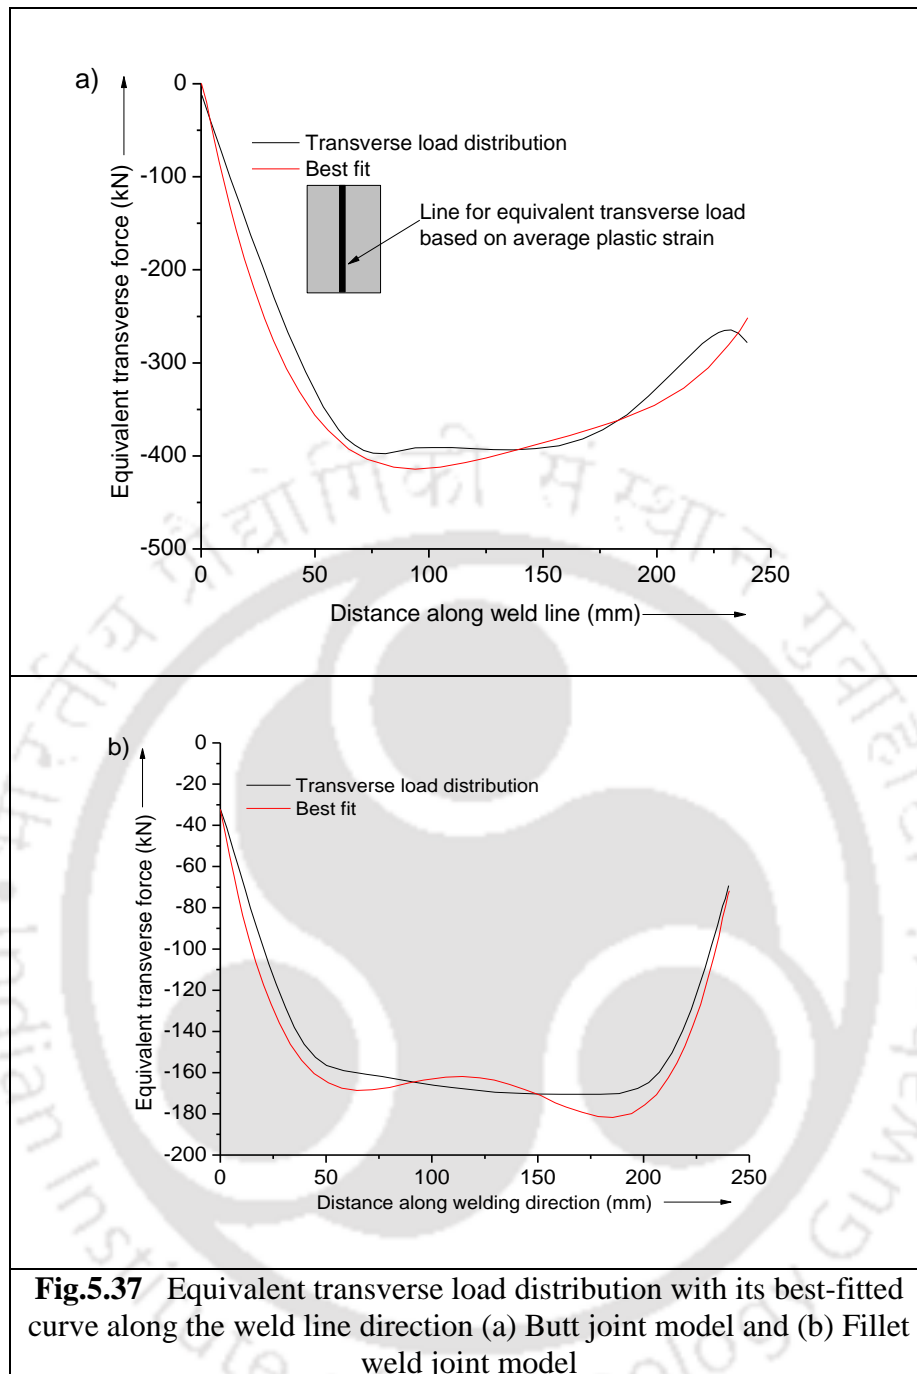 a)
0
-100
-200
-300
-400
-500
Equivalent transverse force (kN)
Transverse load distribution
Best fit
Line for equivalent transverse load
based on average plastic strain
0 50 100 150 200 250
Distance along weld line (mm)
b)
0
-20
-40
-60
-80
-100
-120
-140
-160
-180
-200
Equivalent transverse force (kN)
Transverse load distribution
Best fit
0 50 100 150 200 250
Distance along welding direction (mm)
Fig.5.37 Equivalent transverse load distribution with its best-fitted
curve along the weld line direction (a) Butt joint model and (b) Fillet
weld joint model
भारतीय प्रौद्योगिकी संस्थान
Indian Institute